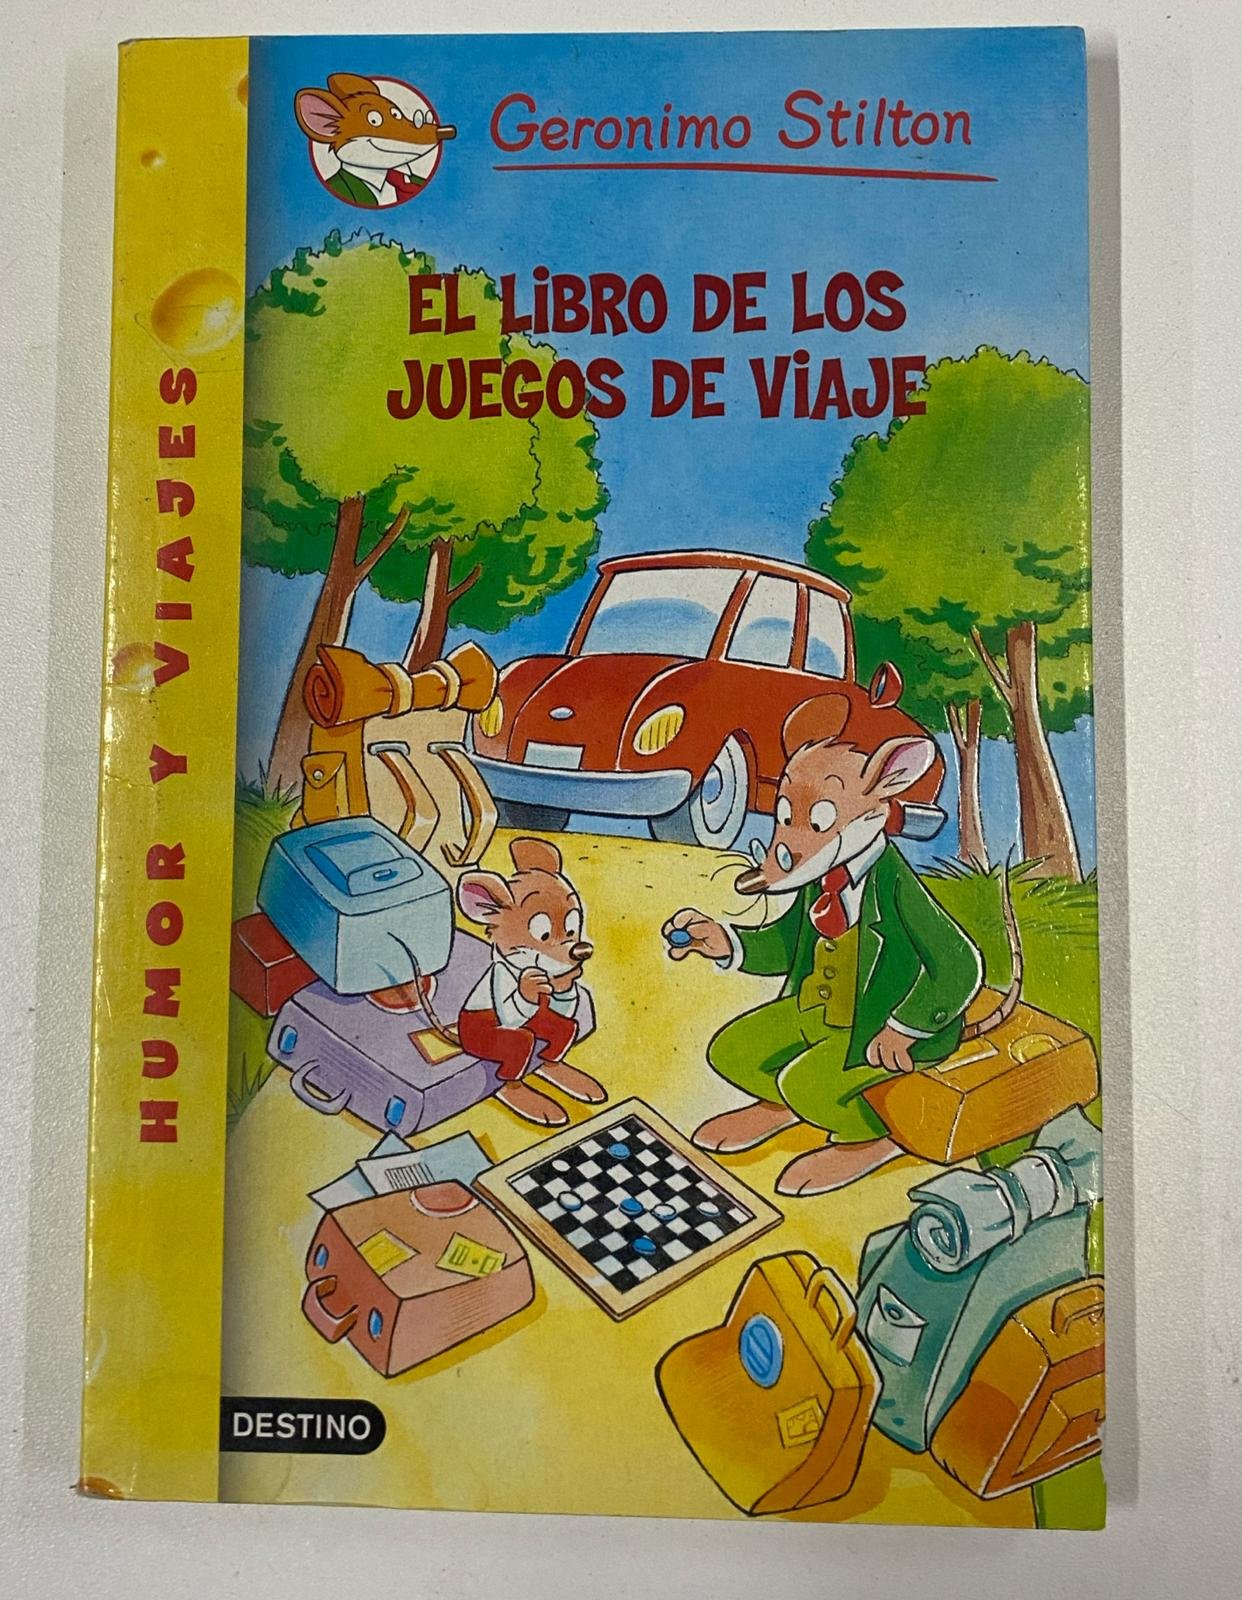 Geronimo Stilton
EL LiBRO DE LOS
JUEGOS DE ViAJE
HUMOR Y VIAJES
DESTINO